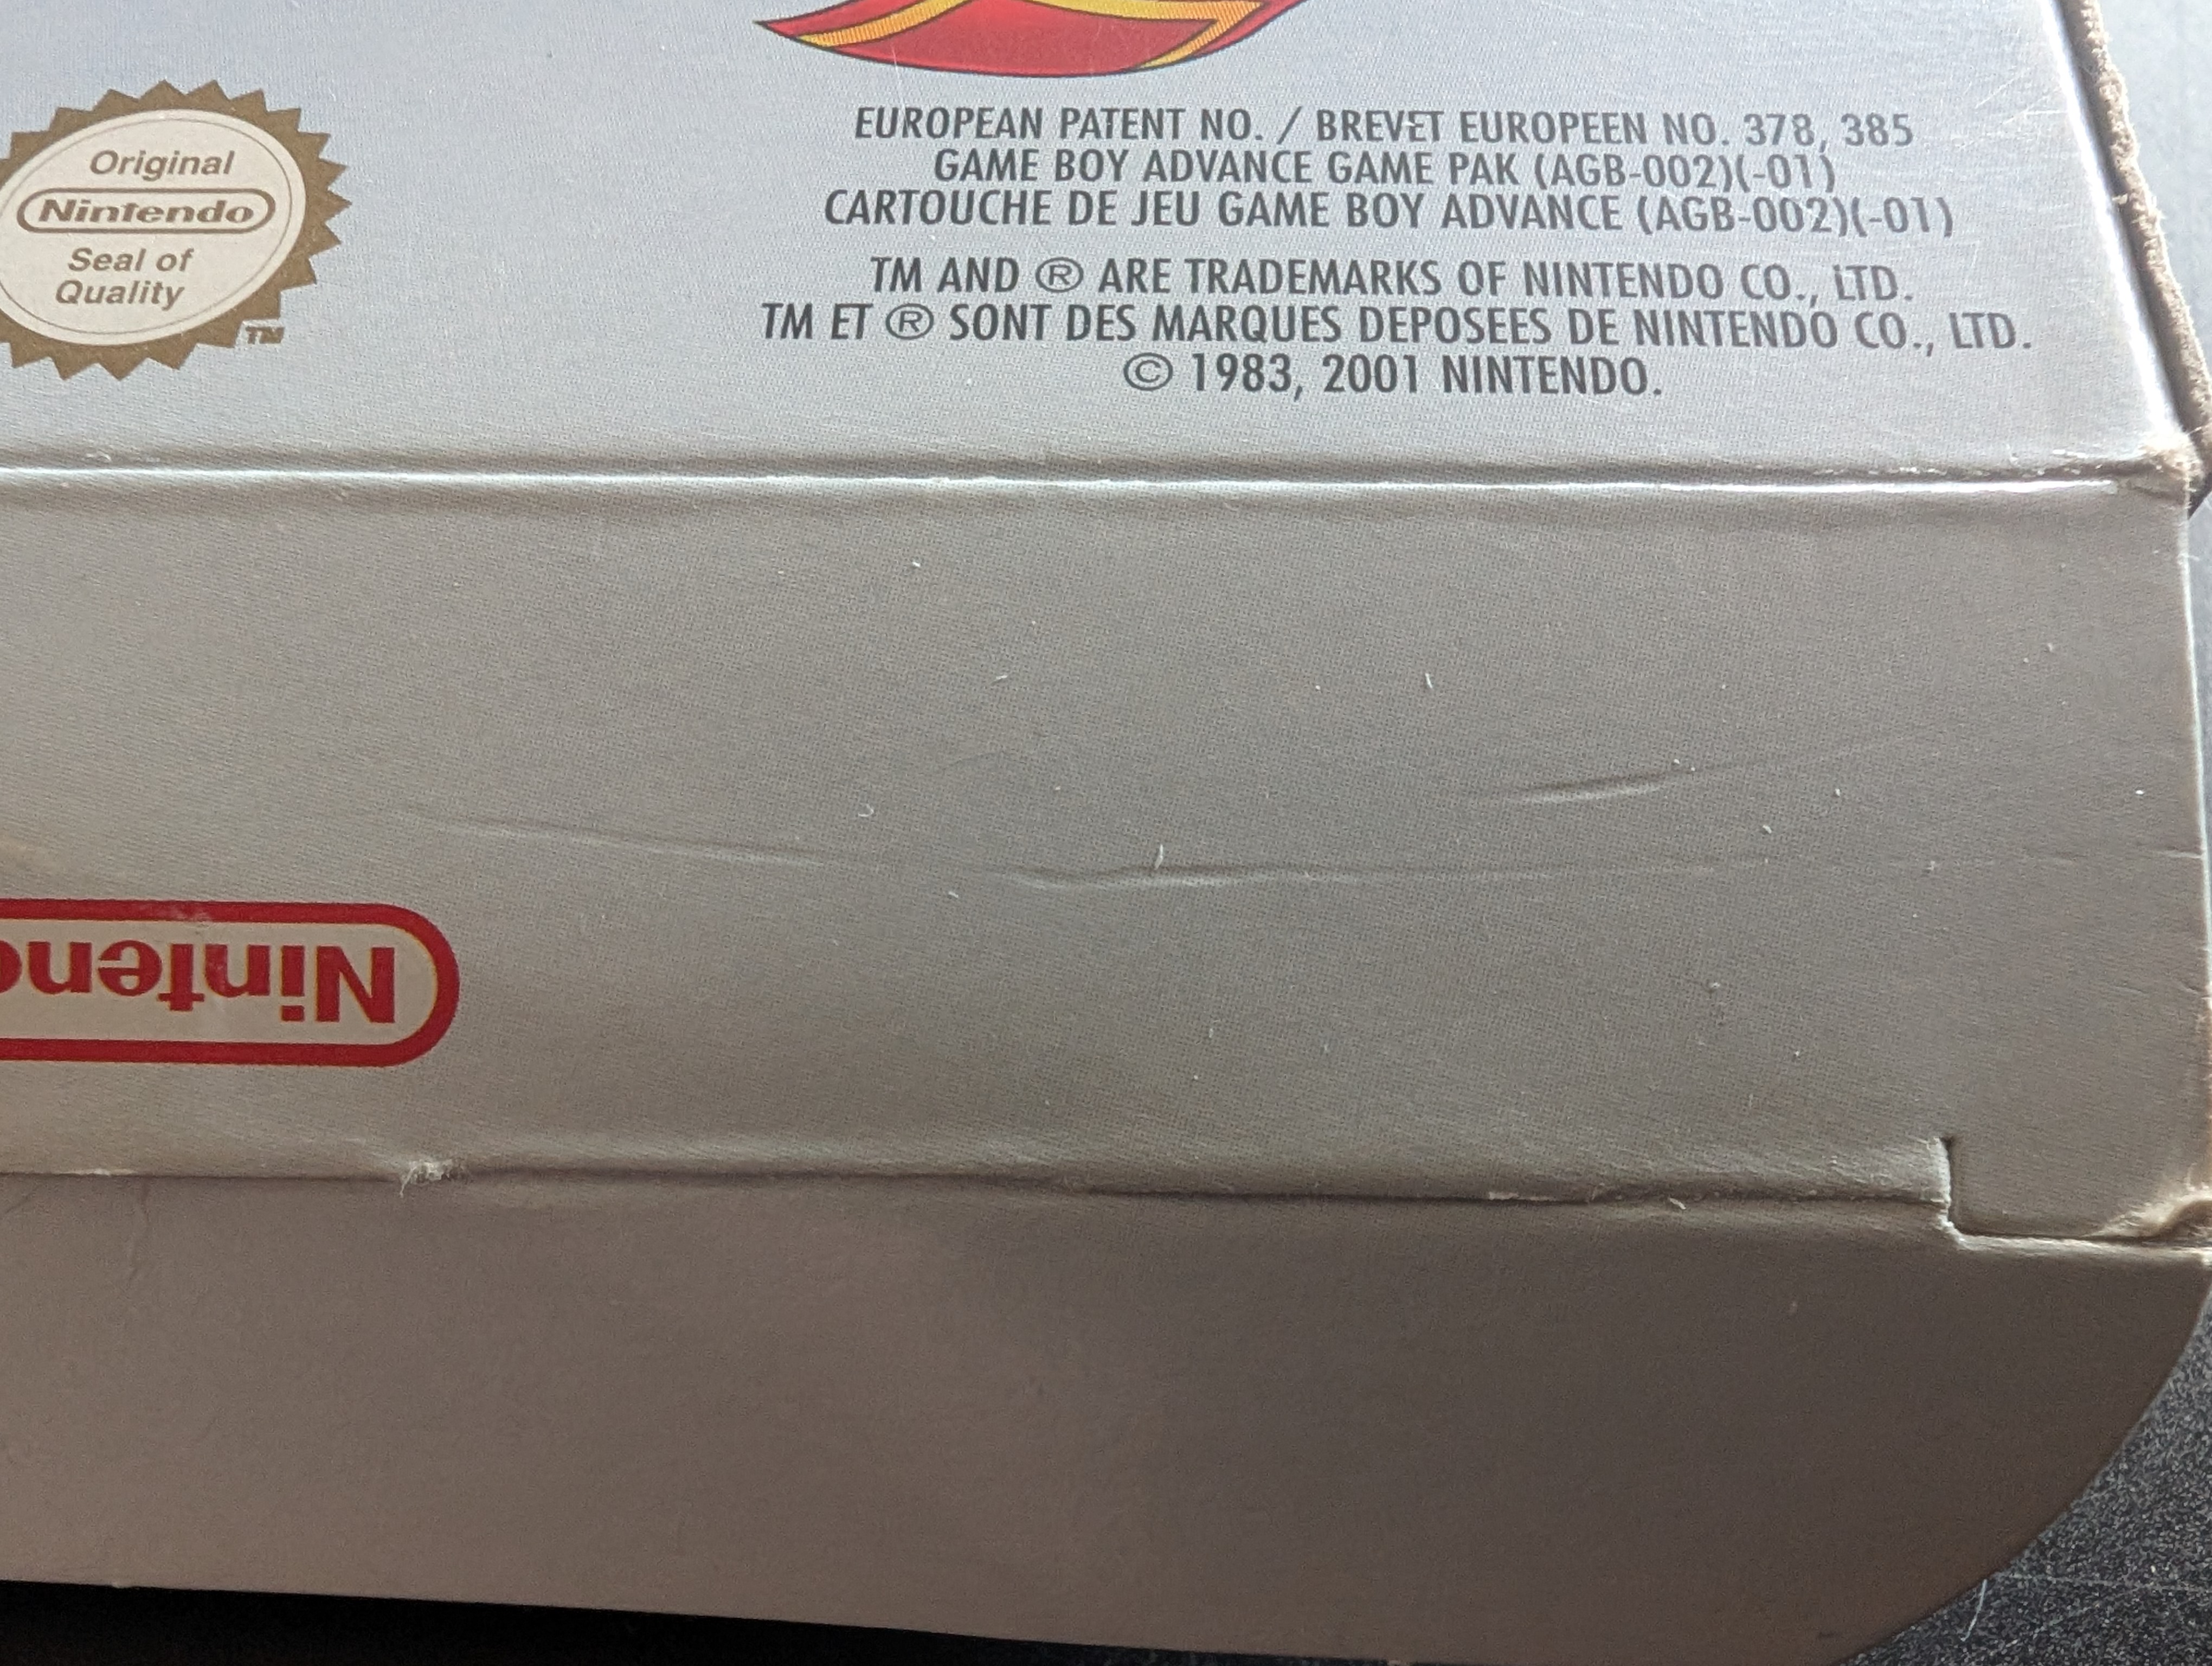 Original
Nintendo
Seal of
Quality
TM
EUROPEAN PATENT NO. / BREVET EUROPEEN NO. 378, 385
GAME BOY ADVANCE GAME PAK (AGB-002)(-01)
CARTOUCHE DE JEU GAME BOY ADVANCE (AGB-002)(-01)
TM AND ® ARE TRADEMARKS OF NINTENDO CO., LTD.
TM ET ® SONT DES MARQUES DEPOSEES DE NINTENDO CO., LTD.
© 1983, 2001 NINTENDO.
Ninten